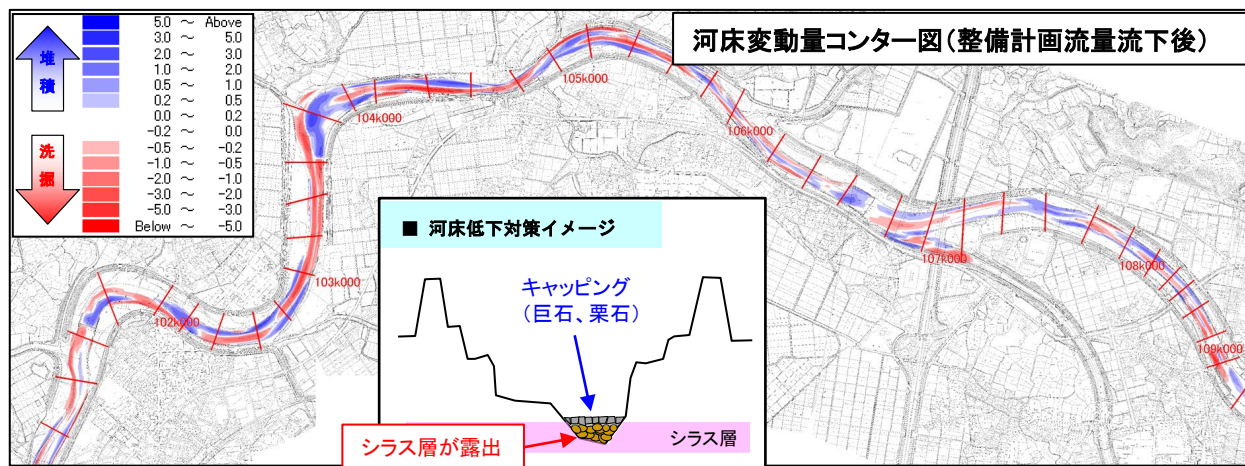 河床変動量コンター図(整備計画流量流下後)
堆積
洗掘
5.0 ～ Above
3.0 ～ 5.0
2.0 ～ 3.0
1.0 ～ 2.0
0.5 ～ 1.0
0.2 ～ 0.5
0.0 ～ 0.2
-0.2 ～ 0.0
-0.5 ～ -0.2
-1.0 ～ -0.5
-2.0 ～ -1.0
-3.0 ～ -2.0
-5.0 ～ -3.0
Below ～ -5.0
102k000
103k000
104k000
105k000
106k000
107k000
108k000
109k000
■ 河床低下対策イメージ
キャッピング
(巨石、栗石)
シラス層が露出
シラス層